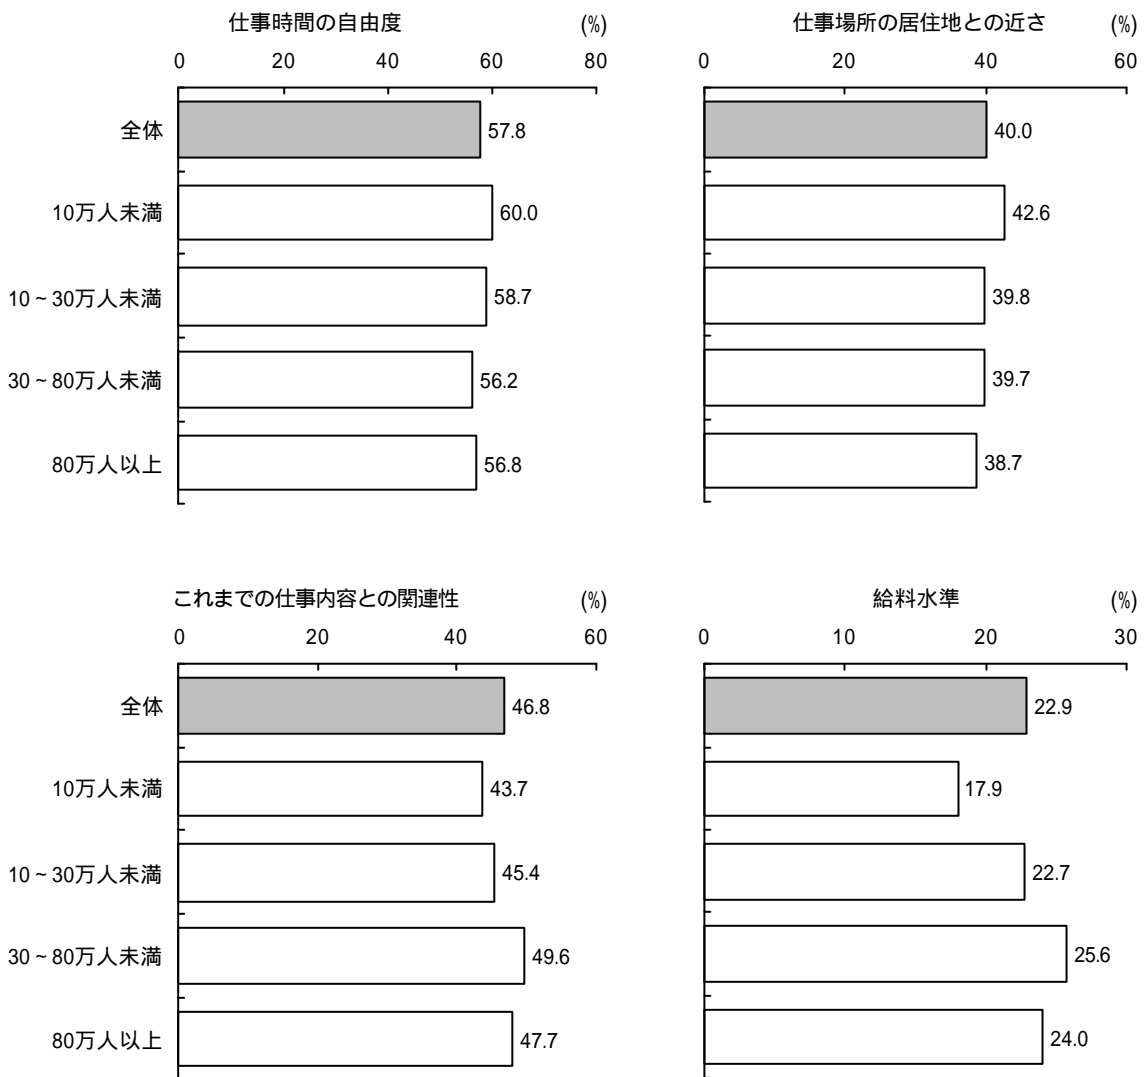 仕事時間の自由度 (%)
0 20 40 60 80
全体 57.8
10万人未満 60.0
10~30万人未満 58.7
30~80万人未満 56.2
80万人以上 56.8
仕事場所の居住地との近さ (%)
0 20 40 60
40.0
42.6
39.8
39.7
38.7
これまでの仕事内容との関連性 (%)
0 20 40 60
全体 46.8
10万人未満 43.7
10~30万人未満 45.4
30~80万人未満 49.6
80万人以上 47.7
給料水準 (%)
0 10 20 30
22.9
17.9
22.7
25.6
24.0